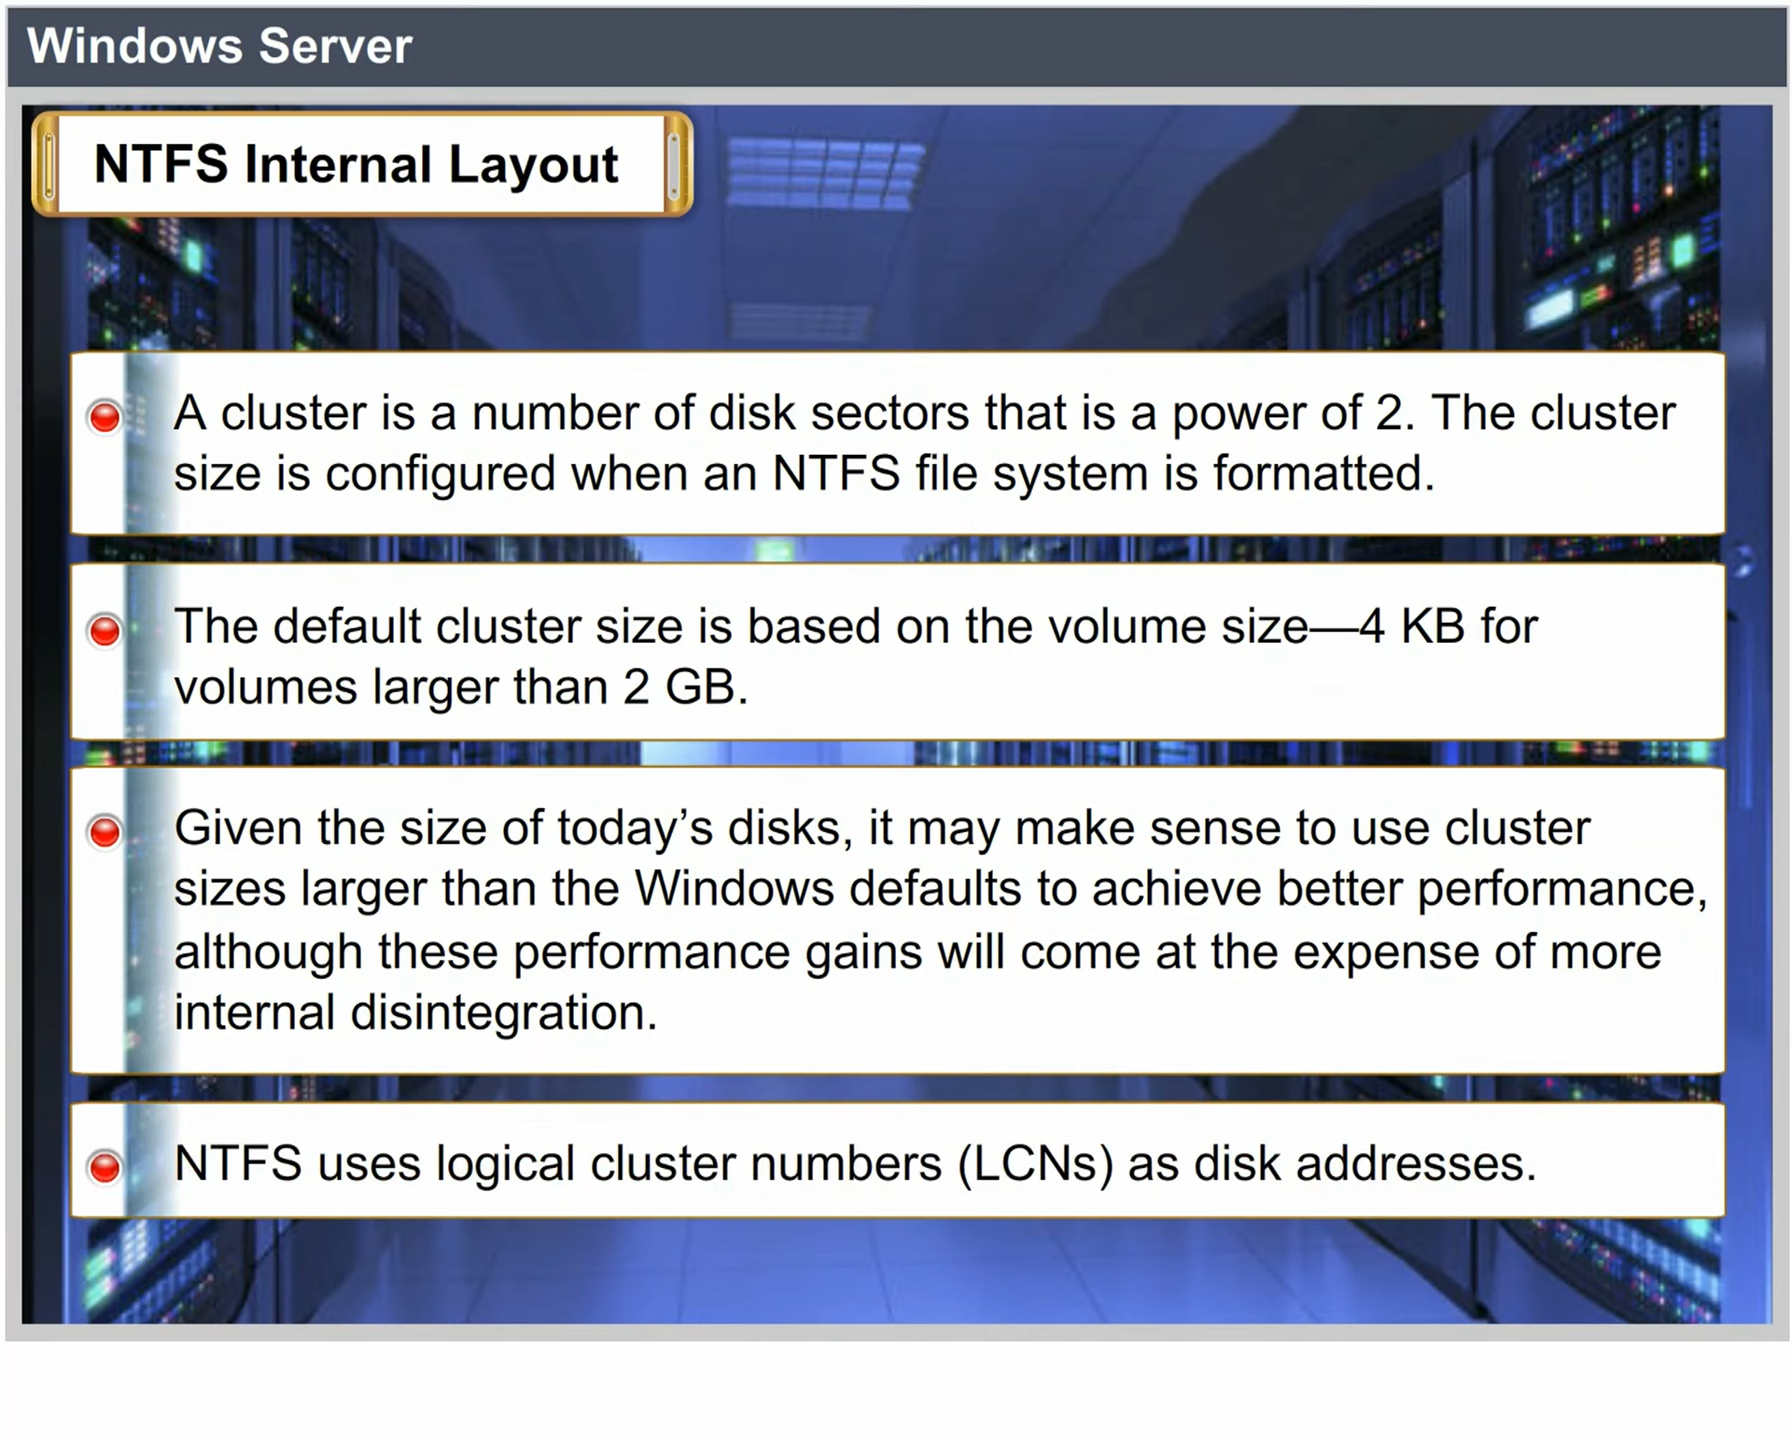 Windows Server
NTFS Internal Layout
A cluster is a number of disk sectors that is a power of 2. The cluster
size is configured when an NTFS file system is formatted.
The default cluster size is based on the volume size—4 KB for
volumes larger than 2 GB.
Given the size of today’s disks, it may make sense to use cluster
sizes larger than the Windows defaults to achieve better performance,
although these performance gains will come at the expense of more
internal disintegration.
NTFS uses logical cluster numbers (LCNs) as disk addresses.